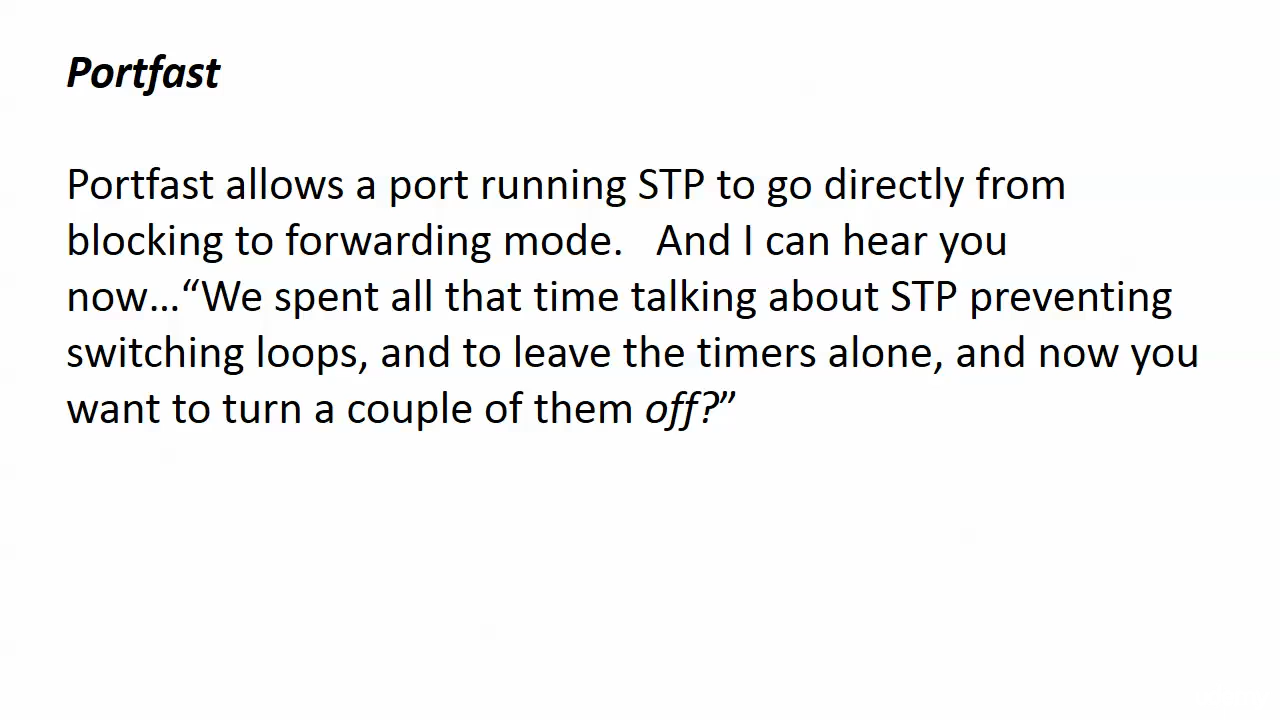 Portfast
Portfast allows a port running STP to go directly from
blocking to forwarding mode.   And I can hear you
now…“We spent all that time talking about STP preventing
switching loops, and to leave the timers alone, and now you
want to turn a couple of them off?”